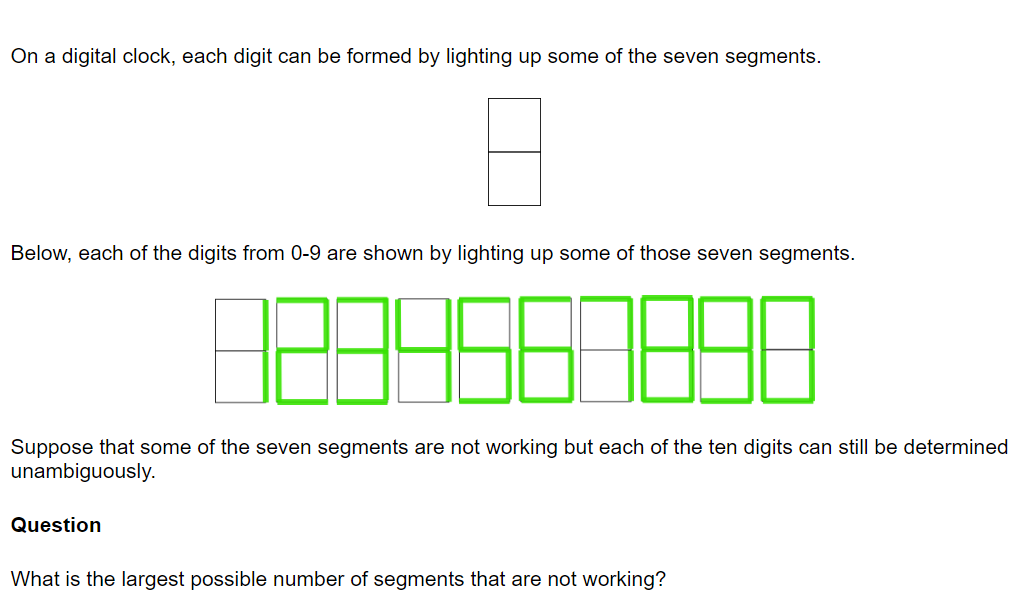 On a digital clock, each digit can be formed by lighting up some of the seven segments.
Below, each of the digits from 0-9 are shown by lighting up some of those seven segments.
1234567890
Suppose that some of the seven segments are not working but each of the ten digits can still be determined
unambiguously.
Question
What is the largest possible number of segments that are not working?